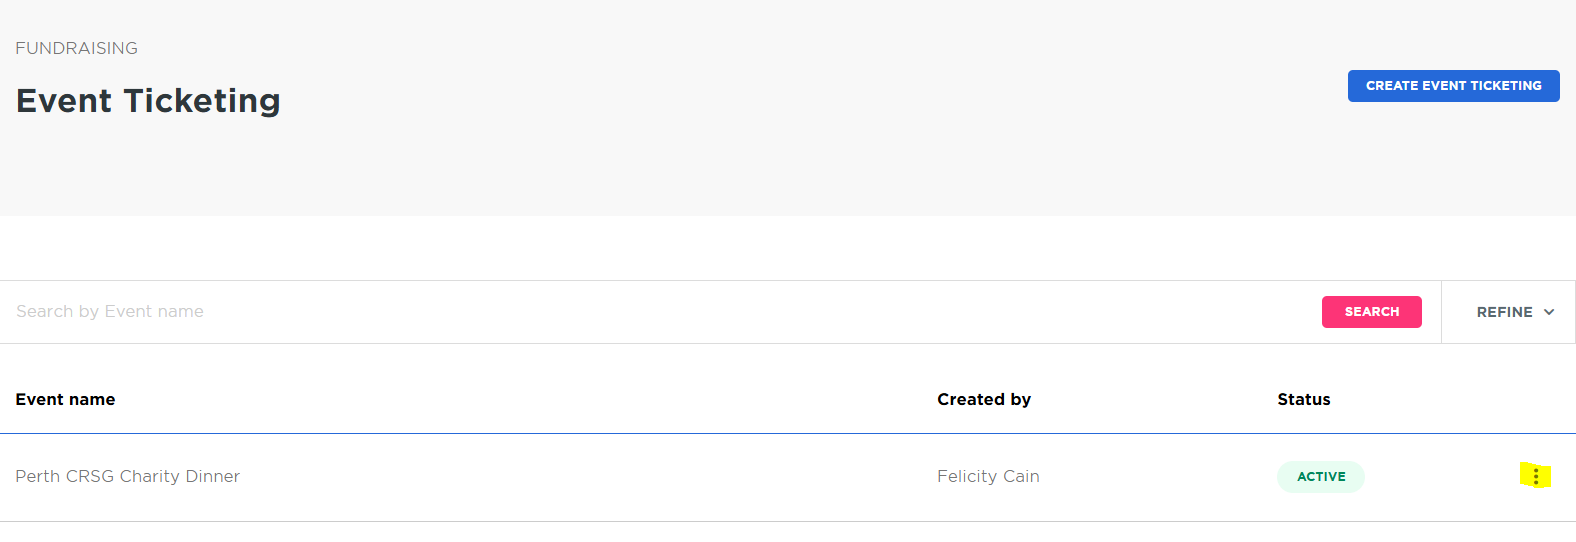 FUNDRAISING
Event Ticketing
CREATE EVENT TICKETING
Search by Event name
SEARCH
REFINE
Event name
Created by
Status
Perth CRSG Charity Dinner
Felicity Cain
ACTIVE